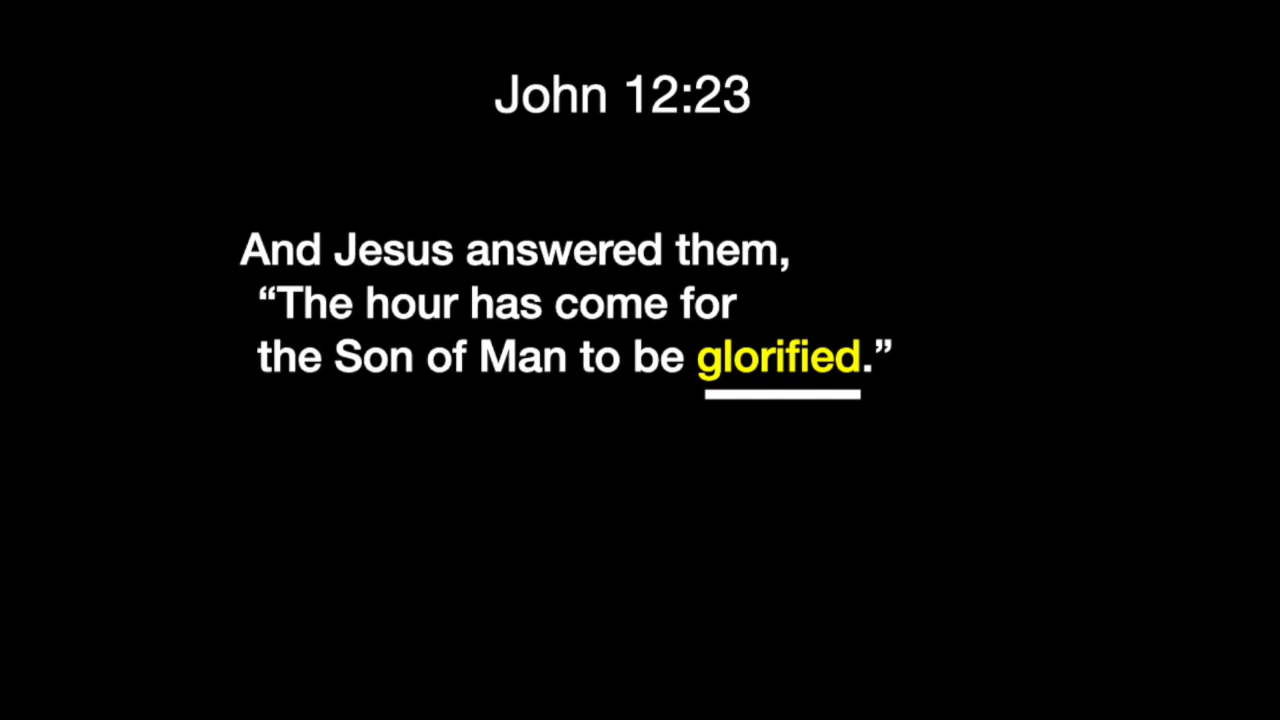 John 12:23
And Jesus answered them,
“The hour has come for
the Son of Man to be glorified.”